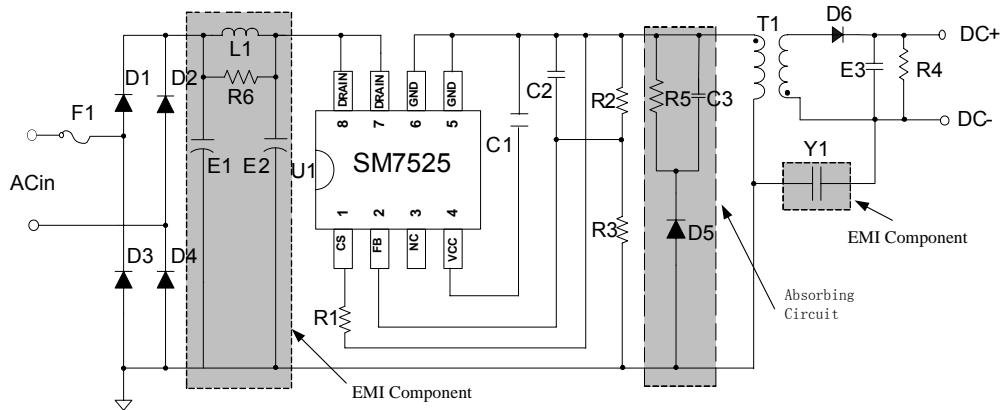 T1
D6
DC+
L1
D1
D2
R6
F1
DRAIN
DRAIN
GND
GND
8
7
6
5
C2
R2
R5
C3
E3
R4
DC-
C1
E1
E2
U1
SM7525
ACin
Y1
1
2
3
4
CS
FB
NC
VCC
R3
D5
EMI Component
D3
D4
R1
Absorbing
Circuit
EMI Component